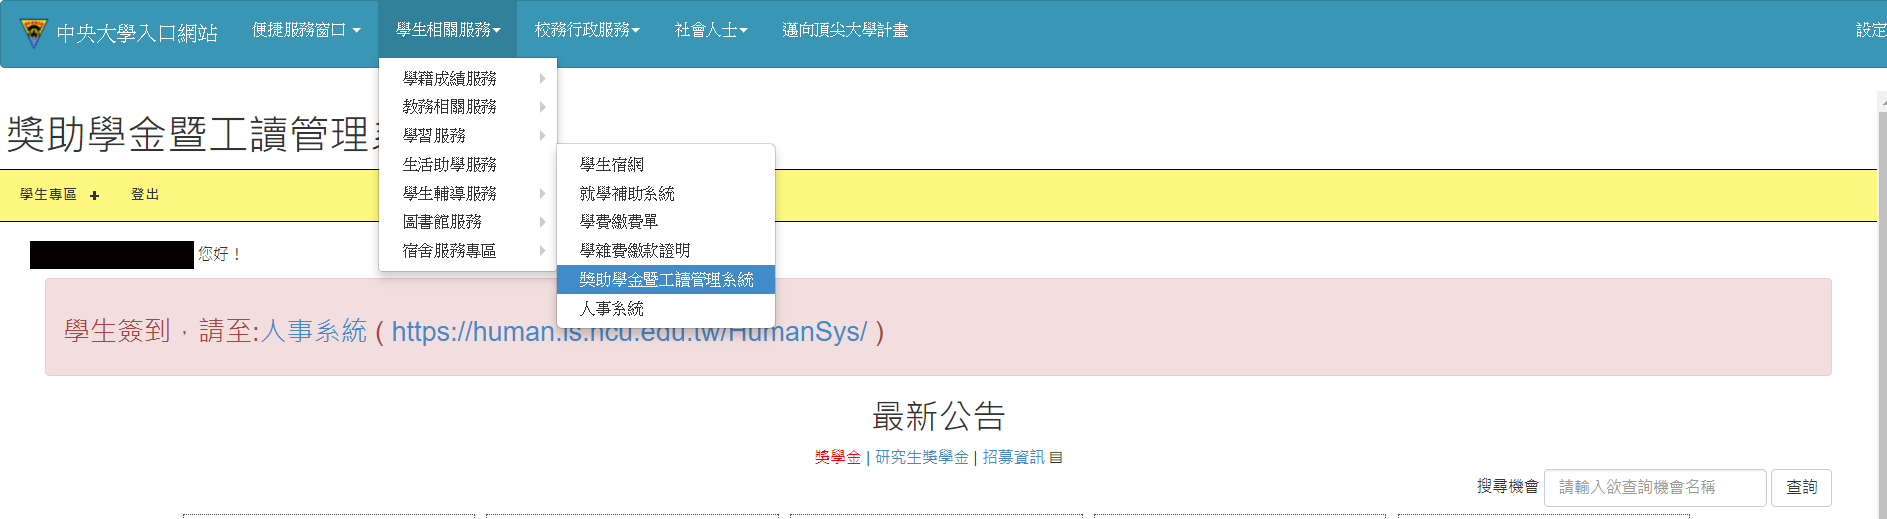 中央大學入口網站 便捷服務窗口 學生相關服務 校務行政服務 社會人士 邁向頂尖大學計畫 設定
學籍成績服務
教務相關服務
學習服務
生活助學服務
學生輔導服務
圖書館服務
宿舍服務專區
學生宿網
就學補助系統
學費繳費單
學雜費繳款證明
獎助學金暨工讀管理系統
人事系統
獎助學金暨工讀管理
學生專區 + 登出
您好！
學生簽到，請至:人事系統 ( https://human.is.ncu.edu.tw/HumanSys/ )
最新公告
獎學金 | 研究生獎學金 | 招募資訊
搜尋機會 請輸入欲查詢機會名稱 查詢